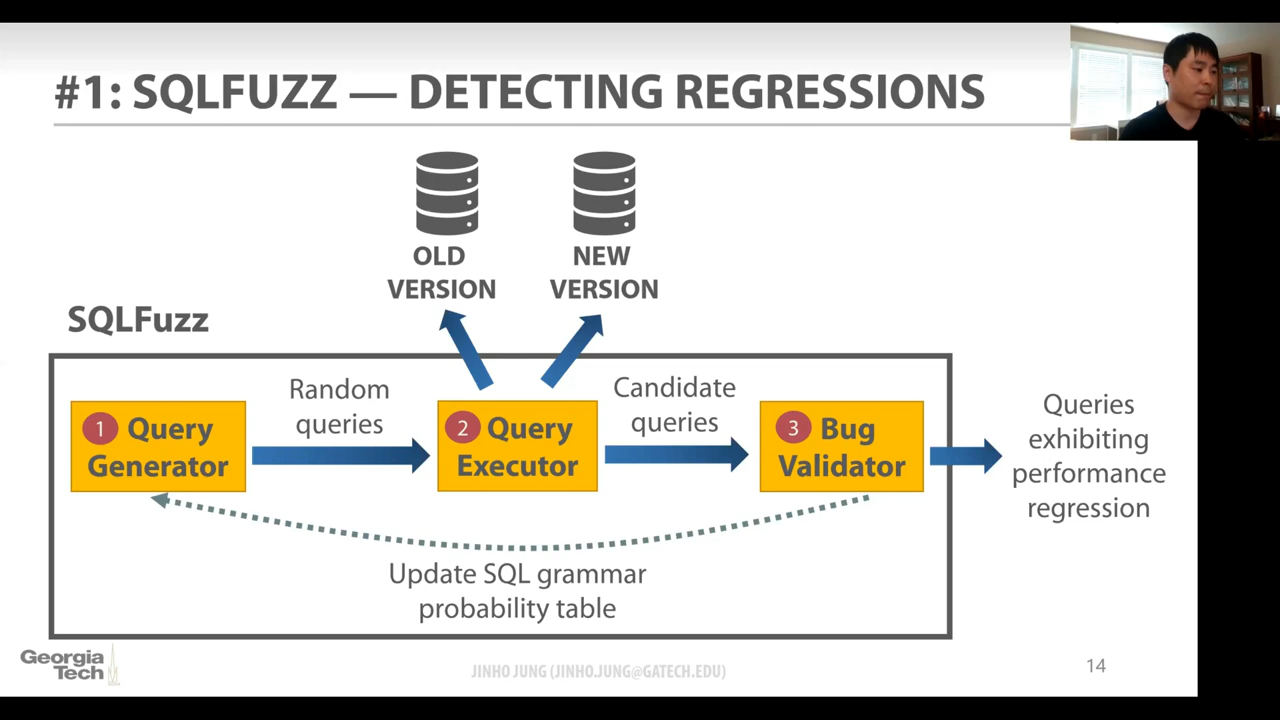 #1: SQLFUZZ — DETECTING REGRESSIONS
OLD
VERSION
NEW
VERSION
SQLFuzz
Random
queries
Candidate
queries
1 Query
Generator
2 Query
Executor
3 Bug
Validator
Queries
exhibiting
performance
regression
Update SQL grammar
probability table
Georgia
Tech
JINHO JUNG (JINHO.JUNG@GATECH.EDU)
14